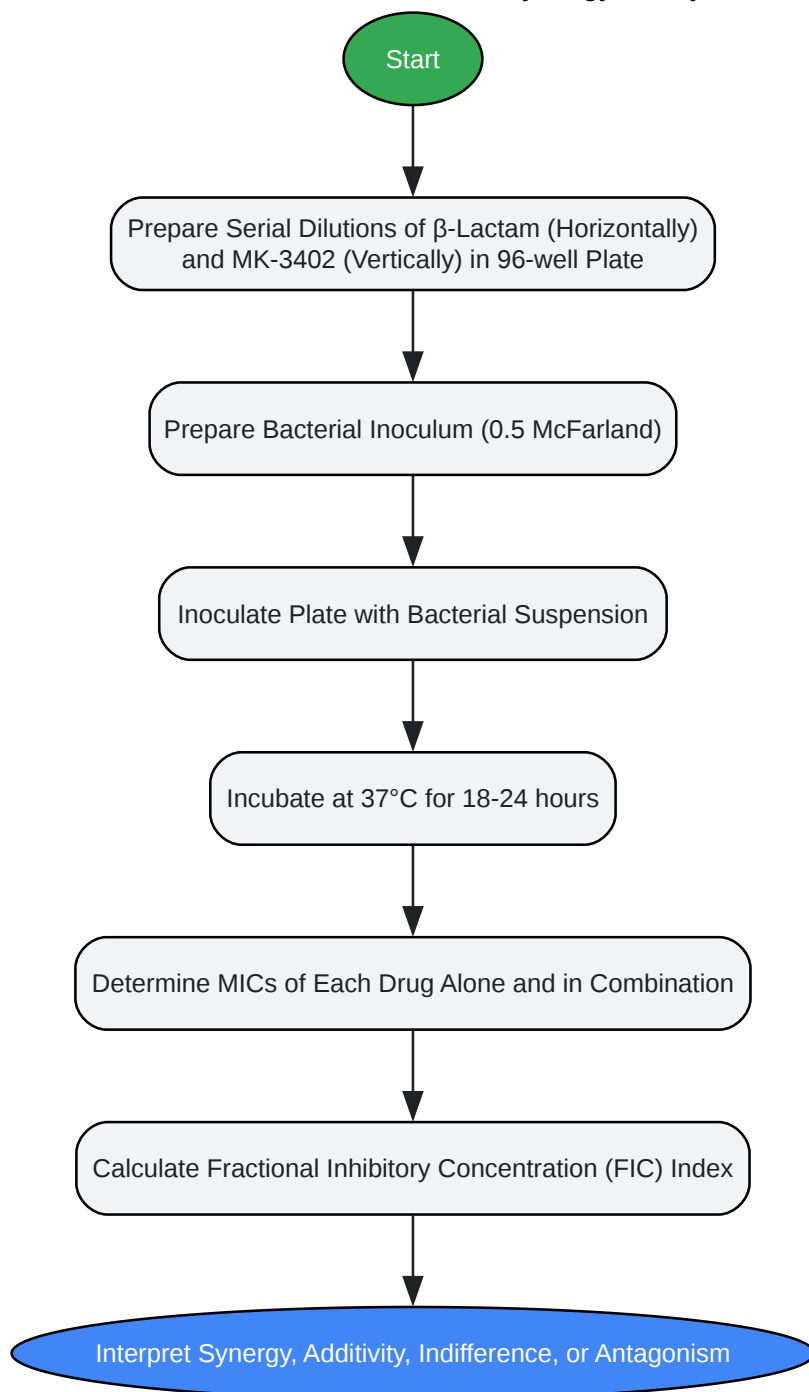 Start
Prepare Serial Dilutions of β-Lactam (Horizontally)
and MK-3402 (Vertically) in 96-well Plate
Prepare Bacterial Inoculum (0.5 McFarland)
Inoculate Plate with Bacterial Suspension
Incubate at 37°C for 18-24 hours
Determine MICs of Each Drug Alone and in Combination
Calculate Fractional Inhibitory Concentration (FIC) Index
Interpret Synergy, Additivity, Indifference, or Antagonism